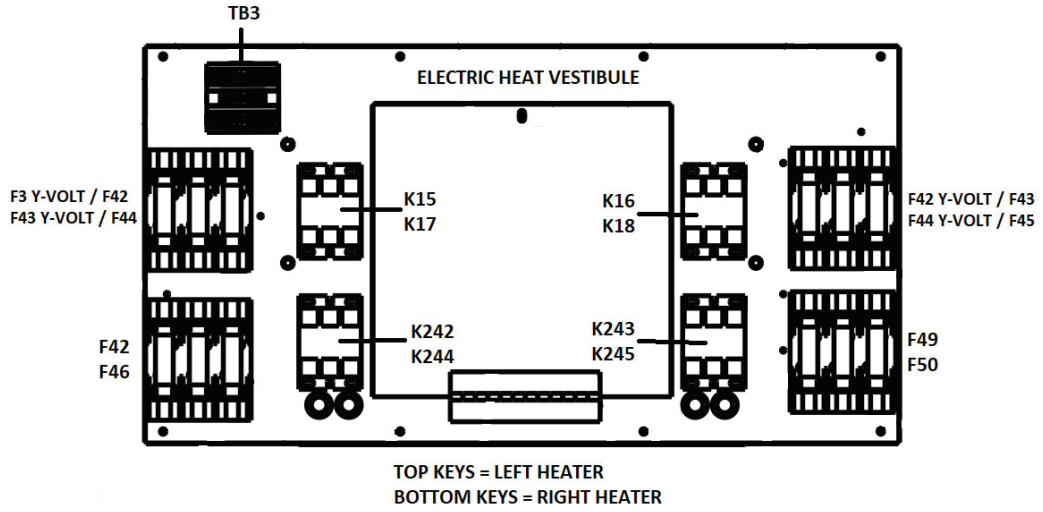 TB3
ELECTRIC HEAT VESTIBULE
F3 Y-VOLT / F42
F43 Y-VOLT / F44
K15
K17
K16
K18
F42 Y-VOLT / F43
F44 Y-VOLT / F45
F42
F46
K242
K244
K243
K245
F49
F50
TOP KEYS = LEFT HEATER
BOTTOM KEYS = RIGHT HEATER